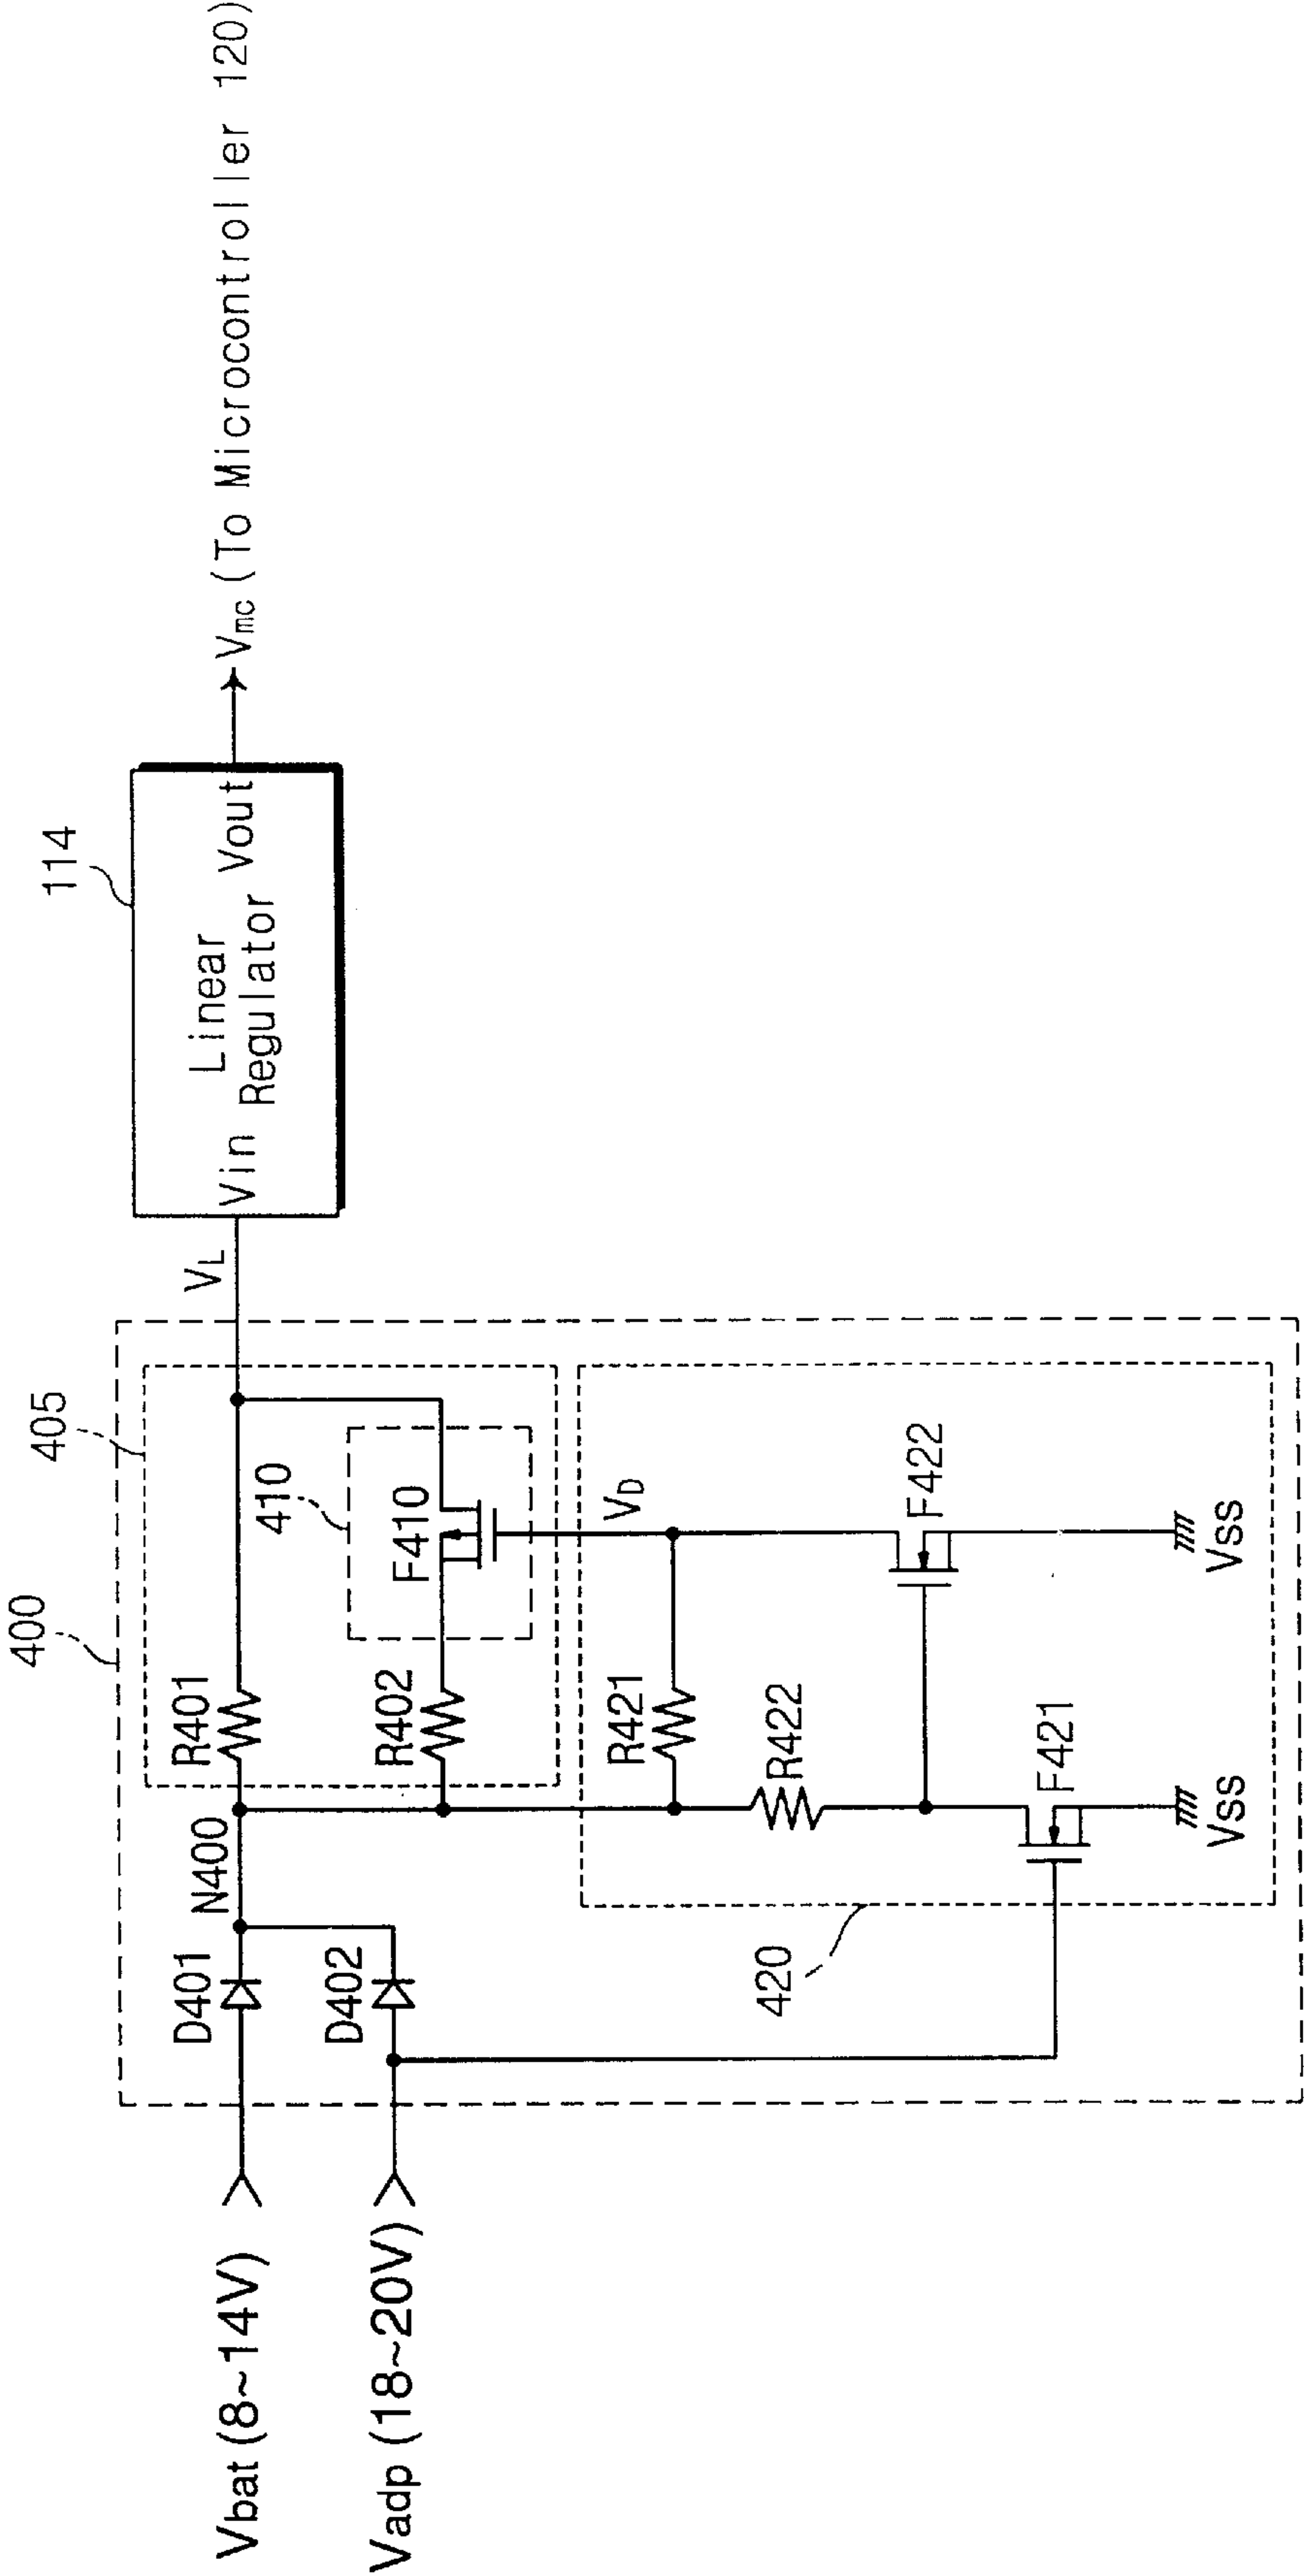 400
405
114
D401
N400
R401
VL
Vin
Linear
Regulator
Vout
Vmc (To Microcontroller 120)
Vbat (8~14V)
D402
R402
410
F410
Vadp (18~20V)
R421
VD
420
R422
F422
F421
Vss
Vss